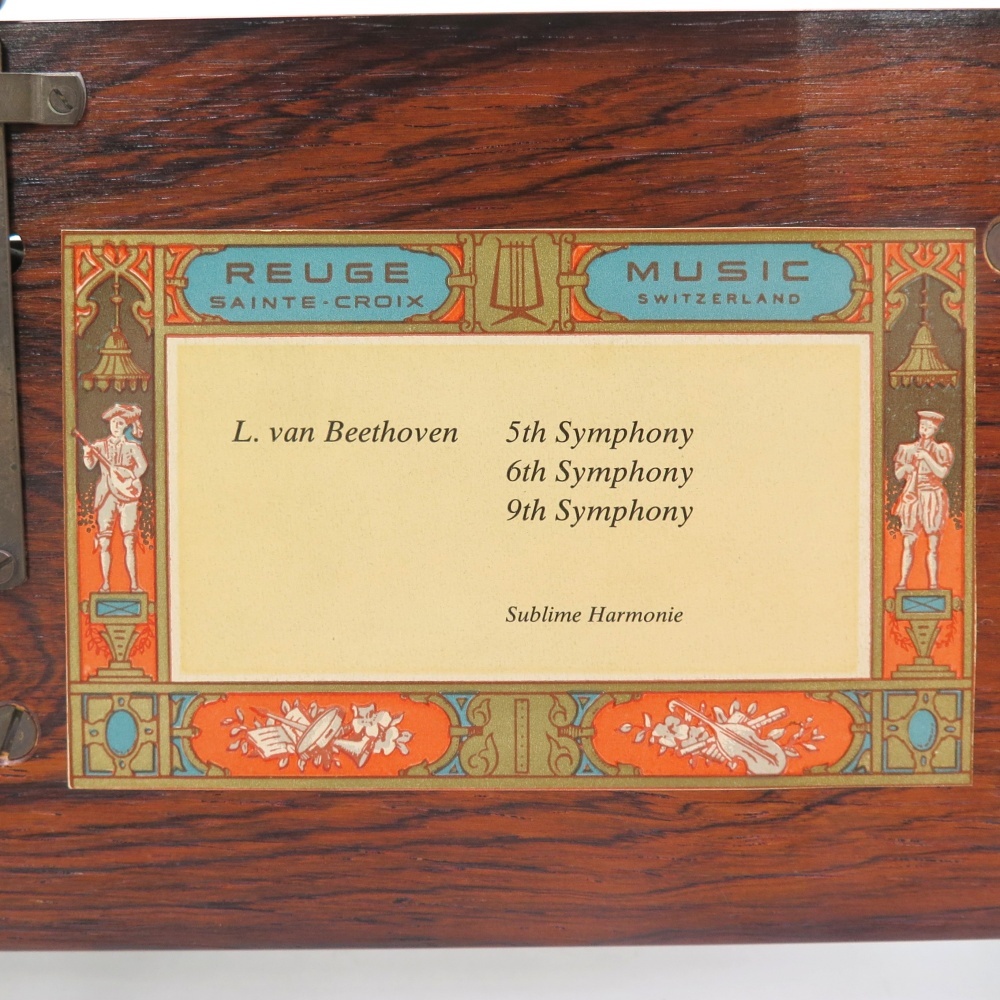 REUGE
SAINTE-CROIX
MUSIC
SWITZERLAND
L. van Beethoven 5th Symphony
6th Symphony
9th Symphony
Sublime Harmonie